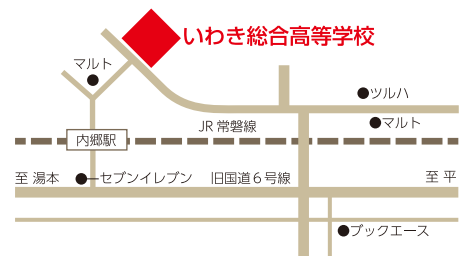 いわき総合高等学校
マルト
ツルハ
マルト
JR常磐線
内郷駅
至 湯本
セブンイレブン
旧国道6号線
至 平
ブックエース